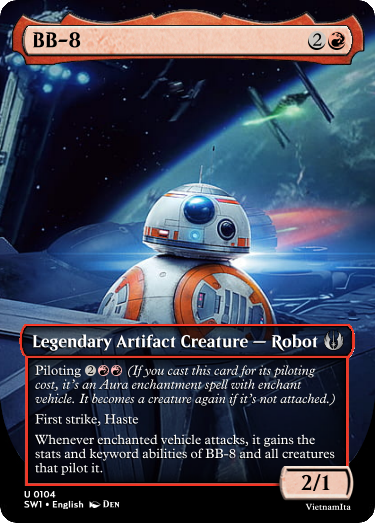 BB-8 2
Legendary Artifact Creature — Robot
Piloting 2 (If you cast this card for its piloting
cost, it's an Aura enchantment spell with enchant
vehicle. It becomes a creature again if it's not attached.)
First strike, Haste
Whenever enchanted vehicle attacks, it gains the
stats and keyword abilities of BB-8 and all creatures
that pilot it.
2/1
U 0104
SW1 • English DEN
VietnamIta